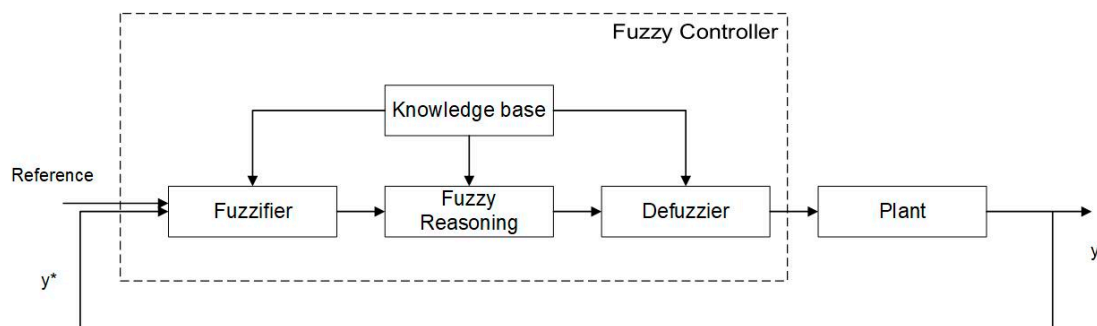 Fuzzy Controller
Knowledge base
Reference
Fuzzifier
Fuzzy
Reasoning
Defuzzier
Plant
y*
y